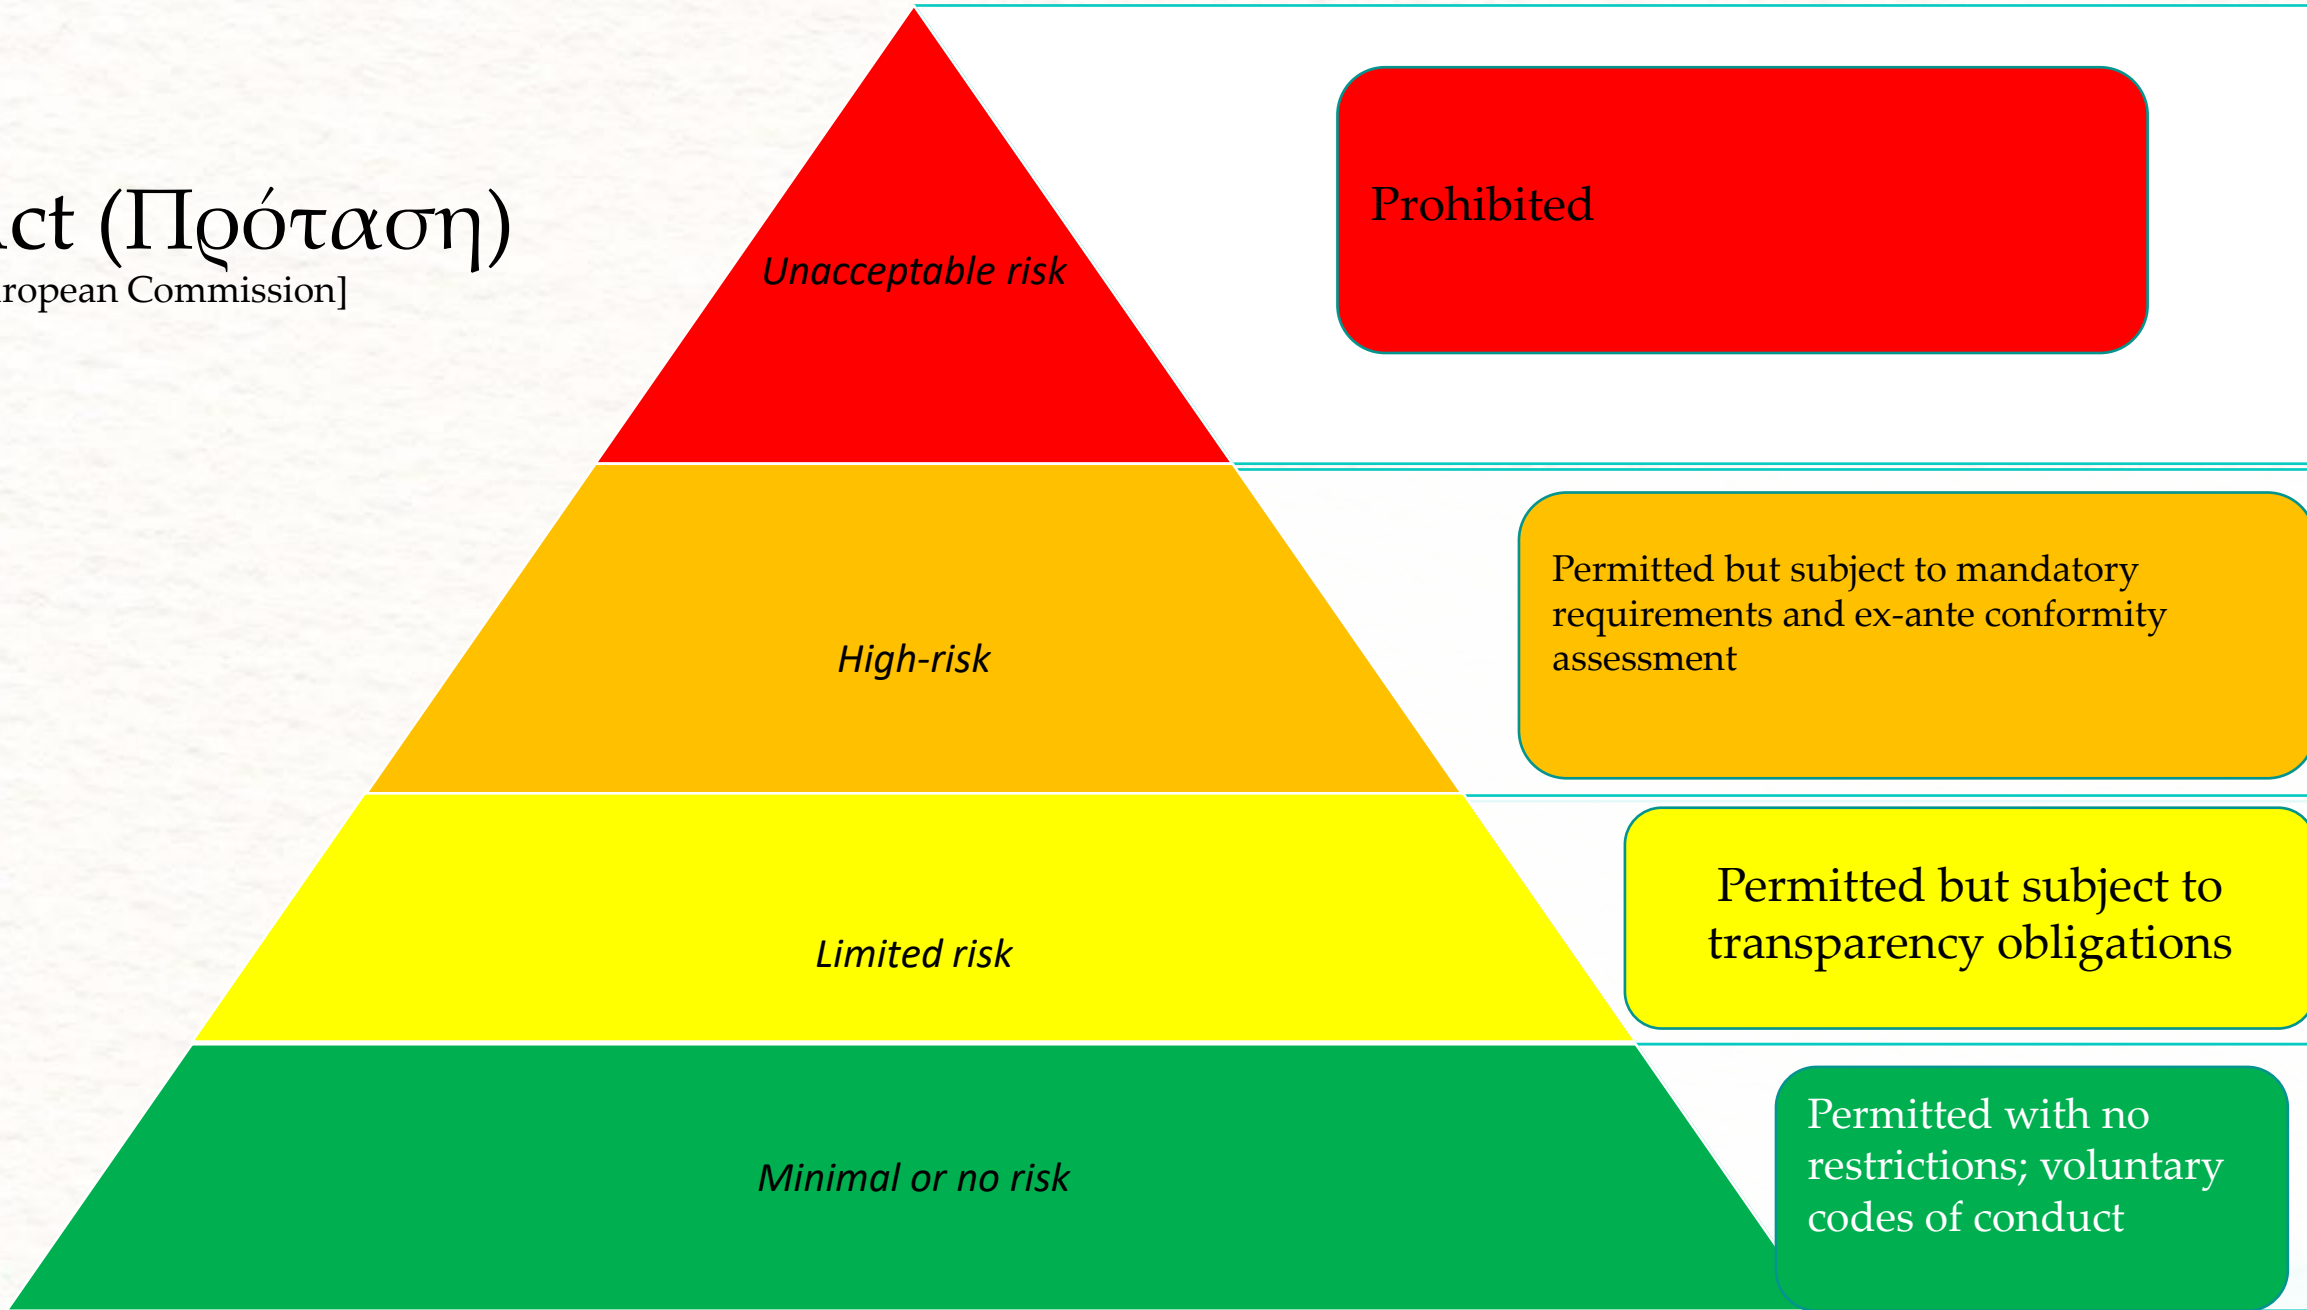 ct (Πρόταση)
ropean Commission]
Unacceptable risk
Prohibited
High-risk
Permitted but subject to mandatory
requirements and ex-ante conformity
assessment
Limited risk
Permitted but subject to
transparency obligations
Minimal or no risk
Permitted with no
restrictions; voluntary
codes of conduct